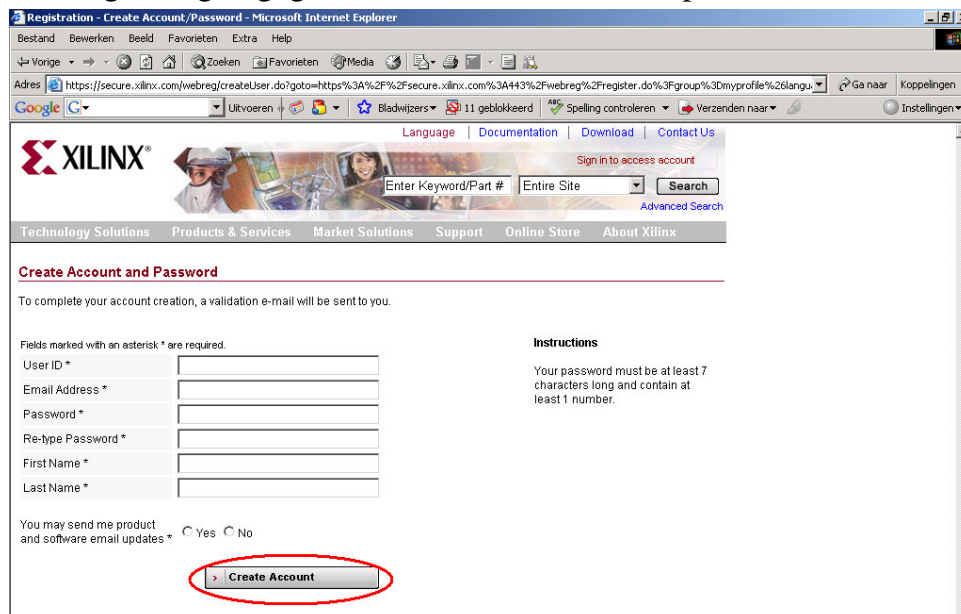 Registration - Create Account/Password - Microsoft Internet Explorer
Bestand Bewerken Beeld Favorieten Extra Help
Vorige Zoeken Favorieten Media
Adres https://secure.xilinx.com/webreg/createUser.do?goto=https%3A%2F%2Fsecure.xilinx.com%3A443%2Fwebreg%2Fregister.do%3Fgroup%3Dmyprofile%26langu Ga naar Koppelingen
Google G Uitvoeren Bladwijzers 11 geblokkeerd ABC Spelling controleren Verzenden naar Instellingen
Language | Documentation | Download | Contact Us
XILINX®
Sign in to access account
Enter Keyword/Part # Entire Site Search
Advanced Search
Technology Solutions Products & Services Market Solutions Support Online Store About Xilinx
Create Account and Password
To complete your account creation, a validation e-mail will be sent to you.
Fields marked with an asterisk * are required.
User ID *
Email Address *
Password *
Re-type Password *
First Name *
Last Name *
Instructions
Your password must be at least 7
characters long and contain at
least 1 number.
You may send me product
and software email updates * Yes No
› Create Account